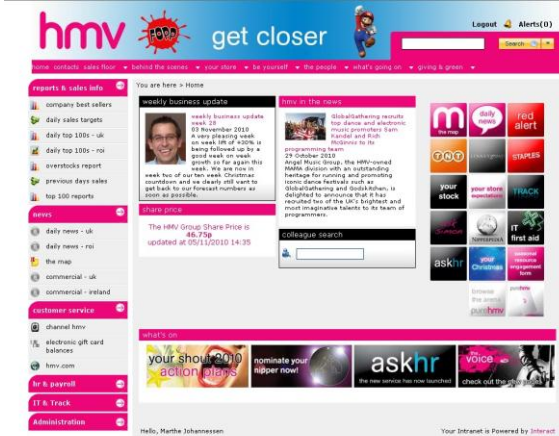 hmv
get closer
Logout Alerts(0)
Search
home contacts sales floor behind the scenes your store be yourself the people what's going on giving & green
reports & sales info
company best sellers
daily sales targets
daily top 100s - uk
daily top 100s - roi
overstocks report
previous days sales
top 100 reports
news
daily news - uk
daily news - roi
the map
commercial - uk
commercial - ireland
customer service
channel hmv
electronic gift card
balances
hmv.com
hr & payroll
IT & Track
Administration
You are here > Home
weekly business update
weekly business update
week 28
03 November 2010
A very pleasing week
on week lift of +30% is
being followed up by a
good week on week
growth so far again this
week. We are now in
week two of our ten week Christmas
countdown and we clearly still want to
get back to our forecast numbers as
soon as possible.
share price
The HMV Group Share Price is
46.75p
updated at 05/11/2010 14:35
hmv in the news
GlobalGathering recruits
top dance and electronic
music promoters Sam
Kandel and Rich
McGinnis to its
programming team
29 October 2010
Angel Music Group, the HMV-owned
MAMA division with an outstanding
heritage for running and promoting
iconic dance festivals such as
GlobalGathering and Godskitchen, is
delighted to announce that it has
recruited two of the UK's brightest and
most imaginative talents to its team of
programmers.
colleague search
m
the map
daily
news
red
alert
TNT
STAPLES
your
stock
your store
expectations
TRACK
IT
first aid
askhr
your
Christmas
seasonal
resource
engagement
form
browse
the arena
purehmv
purehmv
what's on
your shout 2010
action plans
nominate your
nipper now!
askhr
the new service has now launched
the
voice
check out the
Hello, Marthe Johannessen
Your Intranet is Powered by Interact